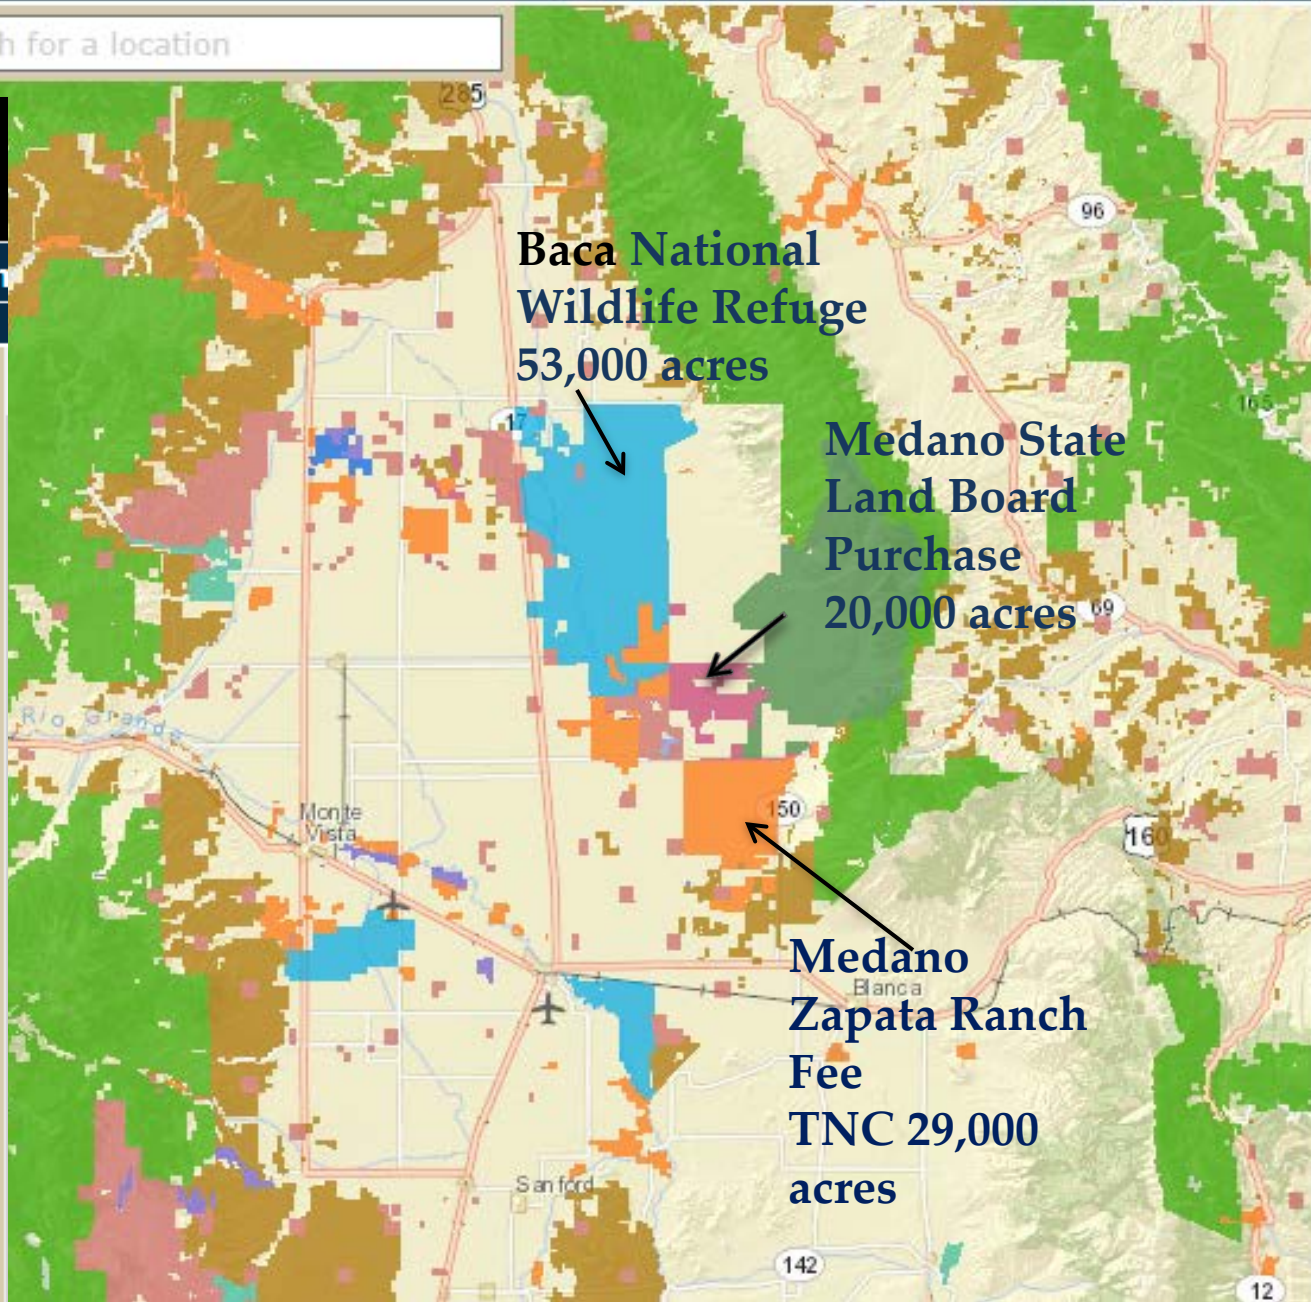 h for a location
285
96
Baca National
Wildlife Refuge
53,000 acres
17
165
Medano State
Land Board
Purchase
20,000 acres
69
Rio Grande
Monte
Vista
150
160
Medano
Zapata Ranch
Fee
TNC 29,000
acres
Blanca
Sanford
142
12